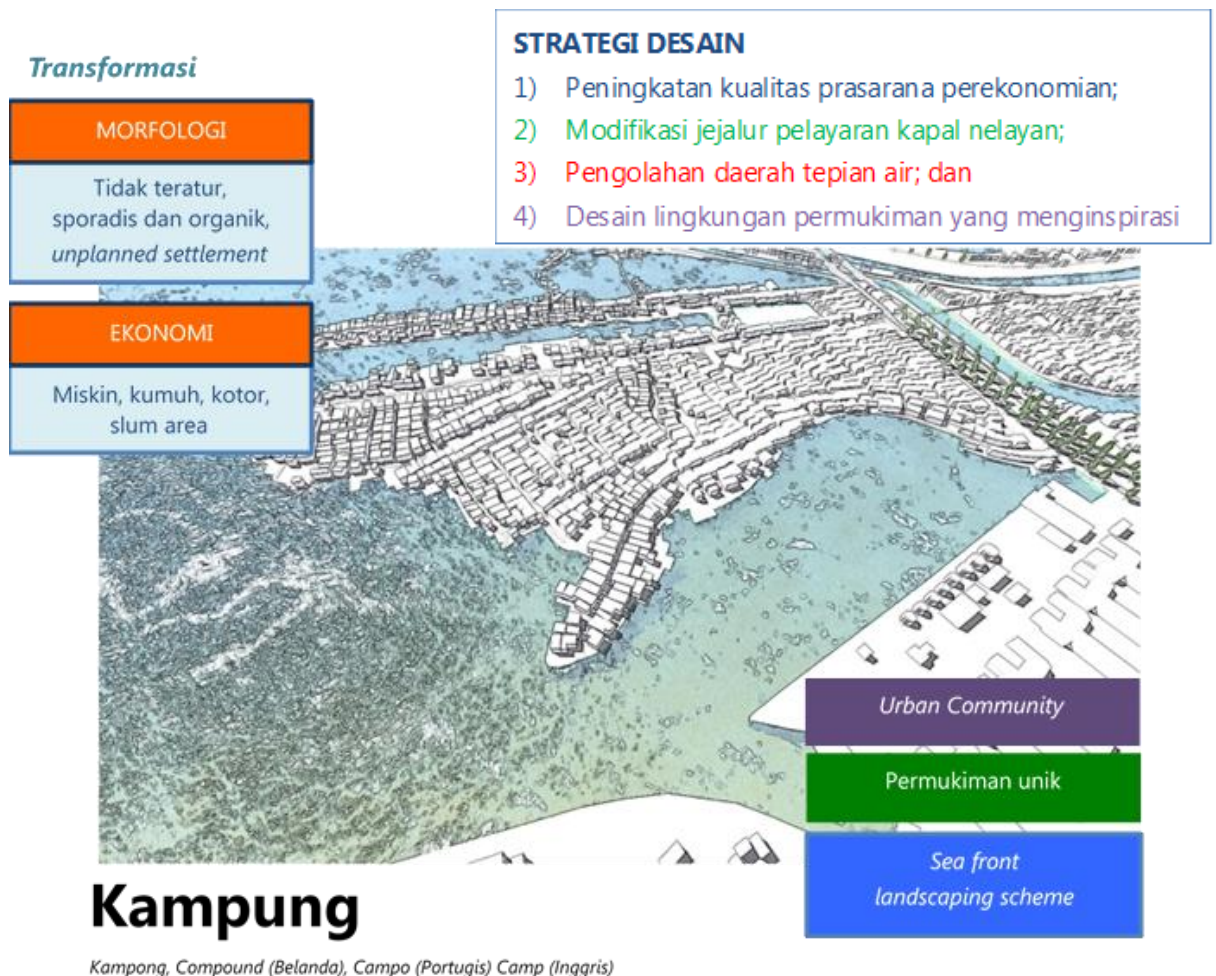 Transformasi
MORFOLOGI
Tidak teratur,
sporadis dan organik,
unplanned settlement
EKONOMI
Miskin, kumuh, kotor,
slum area
STRATEGI DESAIN
1) Peningkatan kualitas prasarana perekonomian;
2) Modifikasi jejalur pelayaran kapal nelayan;
3) Pengolahan daerah tepian air; dan
4) Desain lingkungan permukiman yang menginspirasi
Urban Community
Permukiman unik
Sea front
landscaping scheme
Kampung
Kampong, Compound (Belanda), Campo (Portugis) Camp (Inggris)